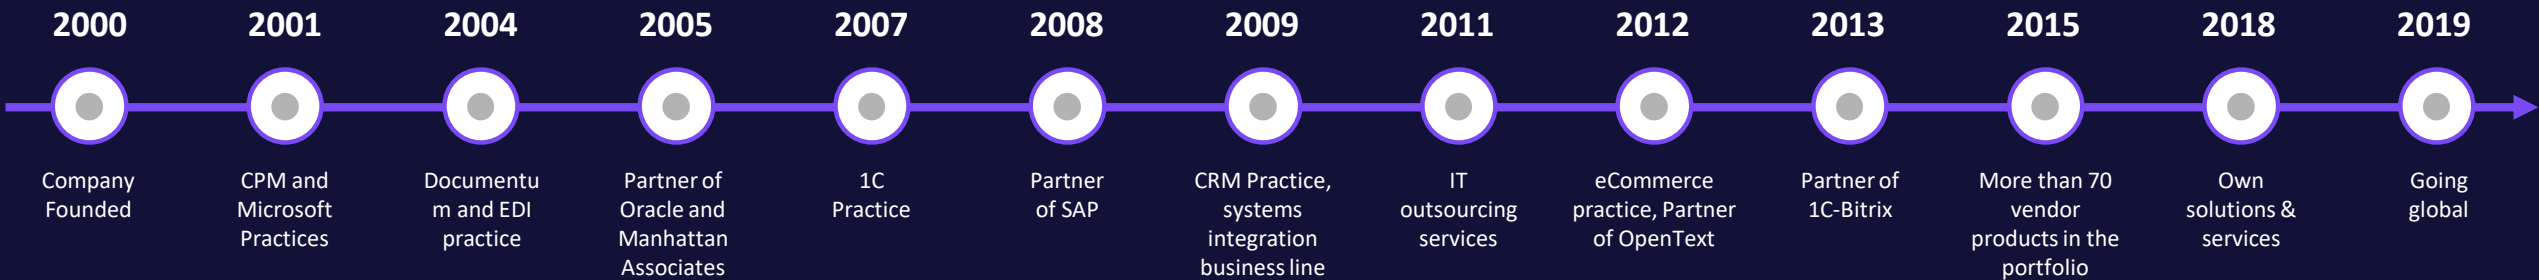 2000
Company
Founded
2001
CPM and
Microsoft
Practices
2004
Documentu
m and EDI
practice
2005
Partner of
Oracle and
Manhattan
Associates
2007
1C
Practice
2008
Partner
of SAP
2009
CRM Practice,
systems
integration
business line
2011
IT
outsourcing
services
2012
eCommerce
practice, Partner
of OpenText
2013
Partner of
1C-Bitrix
2015
More than 70
vendor
products in the
portfolio
2018
Own
solutions &
services
2019
Going
global